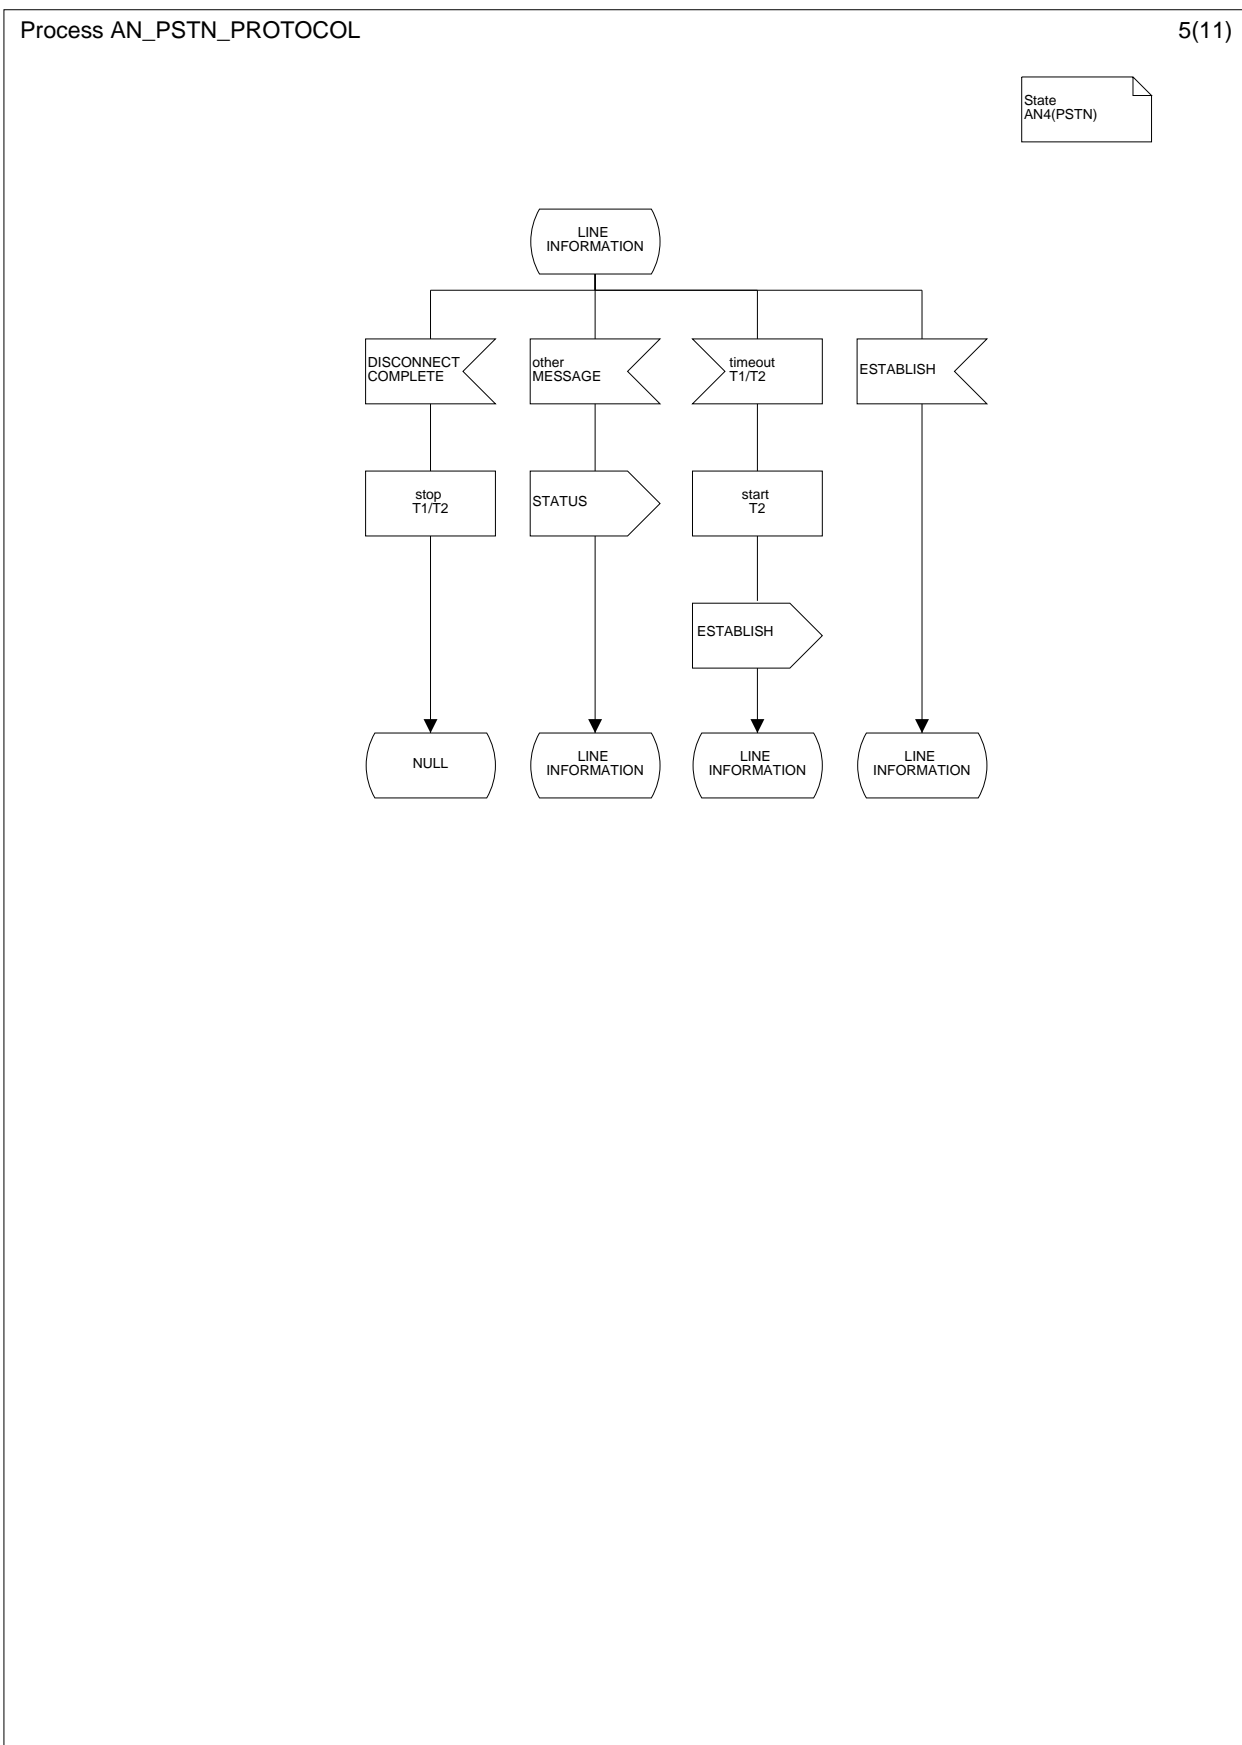 Process AN_PSTN_PROTOCOL
5(11)
State
AN4(PSTN)
LINE
INFORMATION
DISCONNECT
COMPLETE
other
MESSAGE
timeout
T1/T2
ESTABLISH
stop
T1/T2
STATUS
start
T2
ESTABLISH
NULL
LINE
INFORMATION
LINE
INFORMATION
LINE
INFORMATION